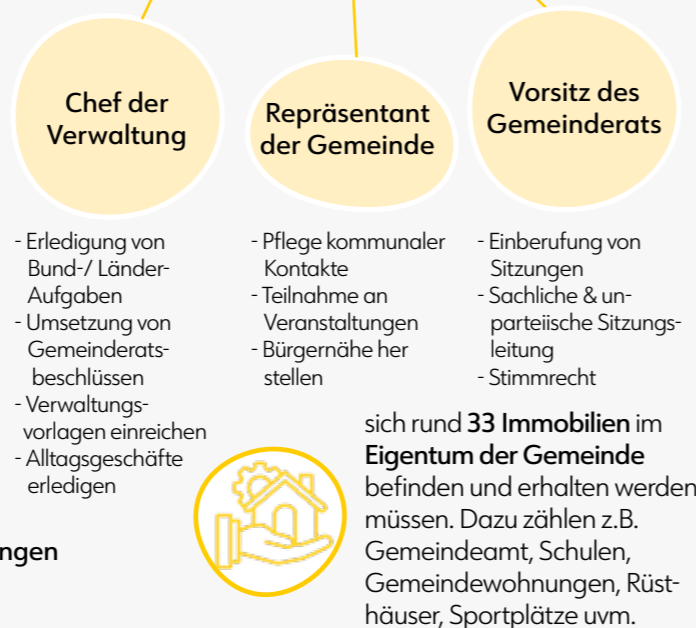 Chef der
Verwaltung
- Erledigung von
Bund-/ Länder-
Aufgaben
- Umsetzung von
Gemeinderats-
beschlüssen
- Verwaltungs-
vorlagen einreichen
- Alltagsgeschäfte
erledigen
Repräsentant
der Gemeinde
- Pflege kommunaler
Kontakte
- Teilnahme an
Veranstaltungen
- Bürgernähe her
stellen
Vorsitz des
Gemeinderats
- Einberufung von
Sitzungen
- Sachliche & un-
parteiische Sitzungs-
leitung
- Stimmrecht
ngen
sich rund 33 Immobilien im
Eigentum der Gemeinde
befinden und erhalten werden
müssen. Dazu zählen z.B.
Gemeindeamt, Schulen,
Gemeindewohnungen, Rüst-
häuser, Sportplätze uvm.